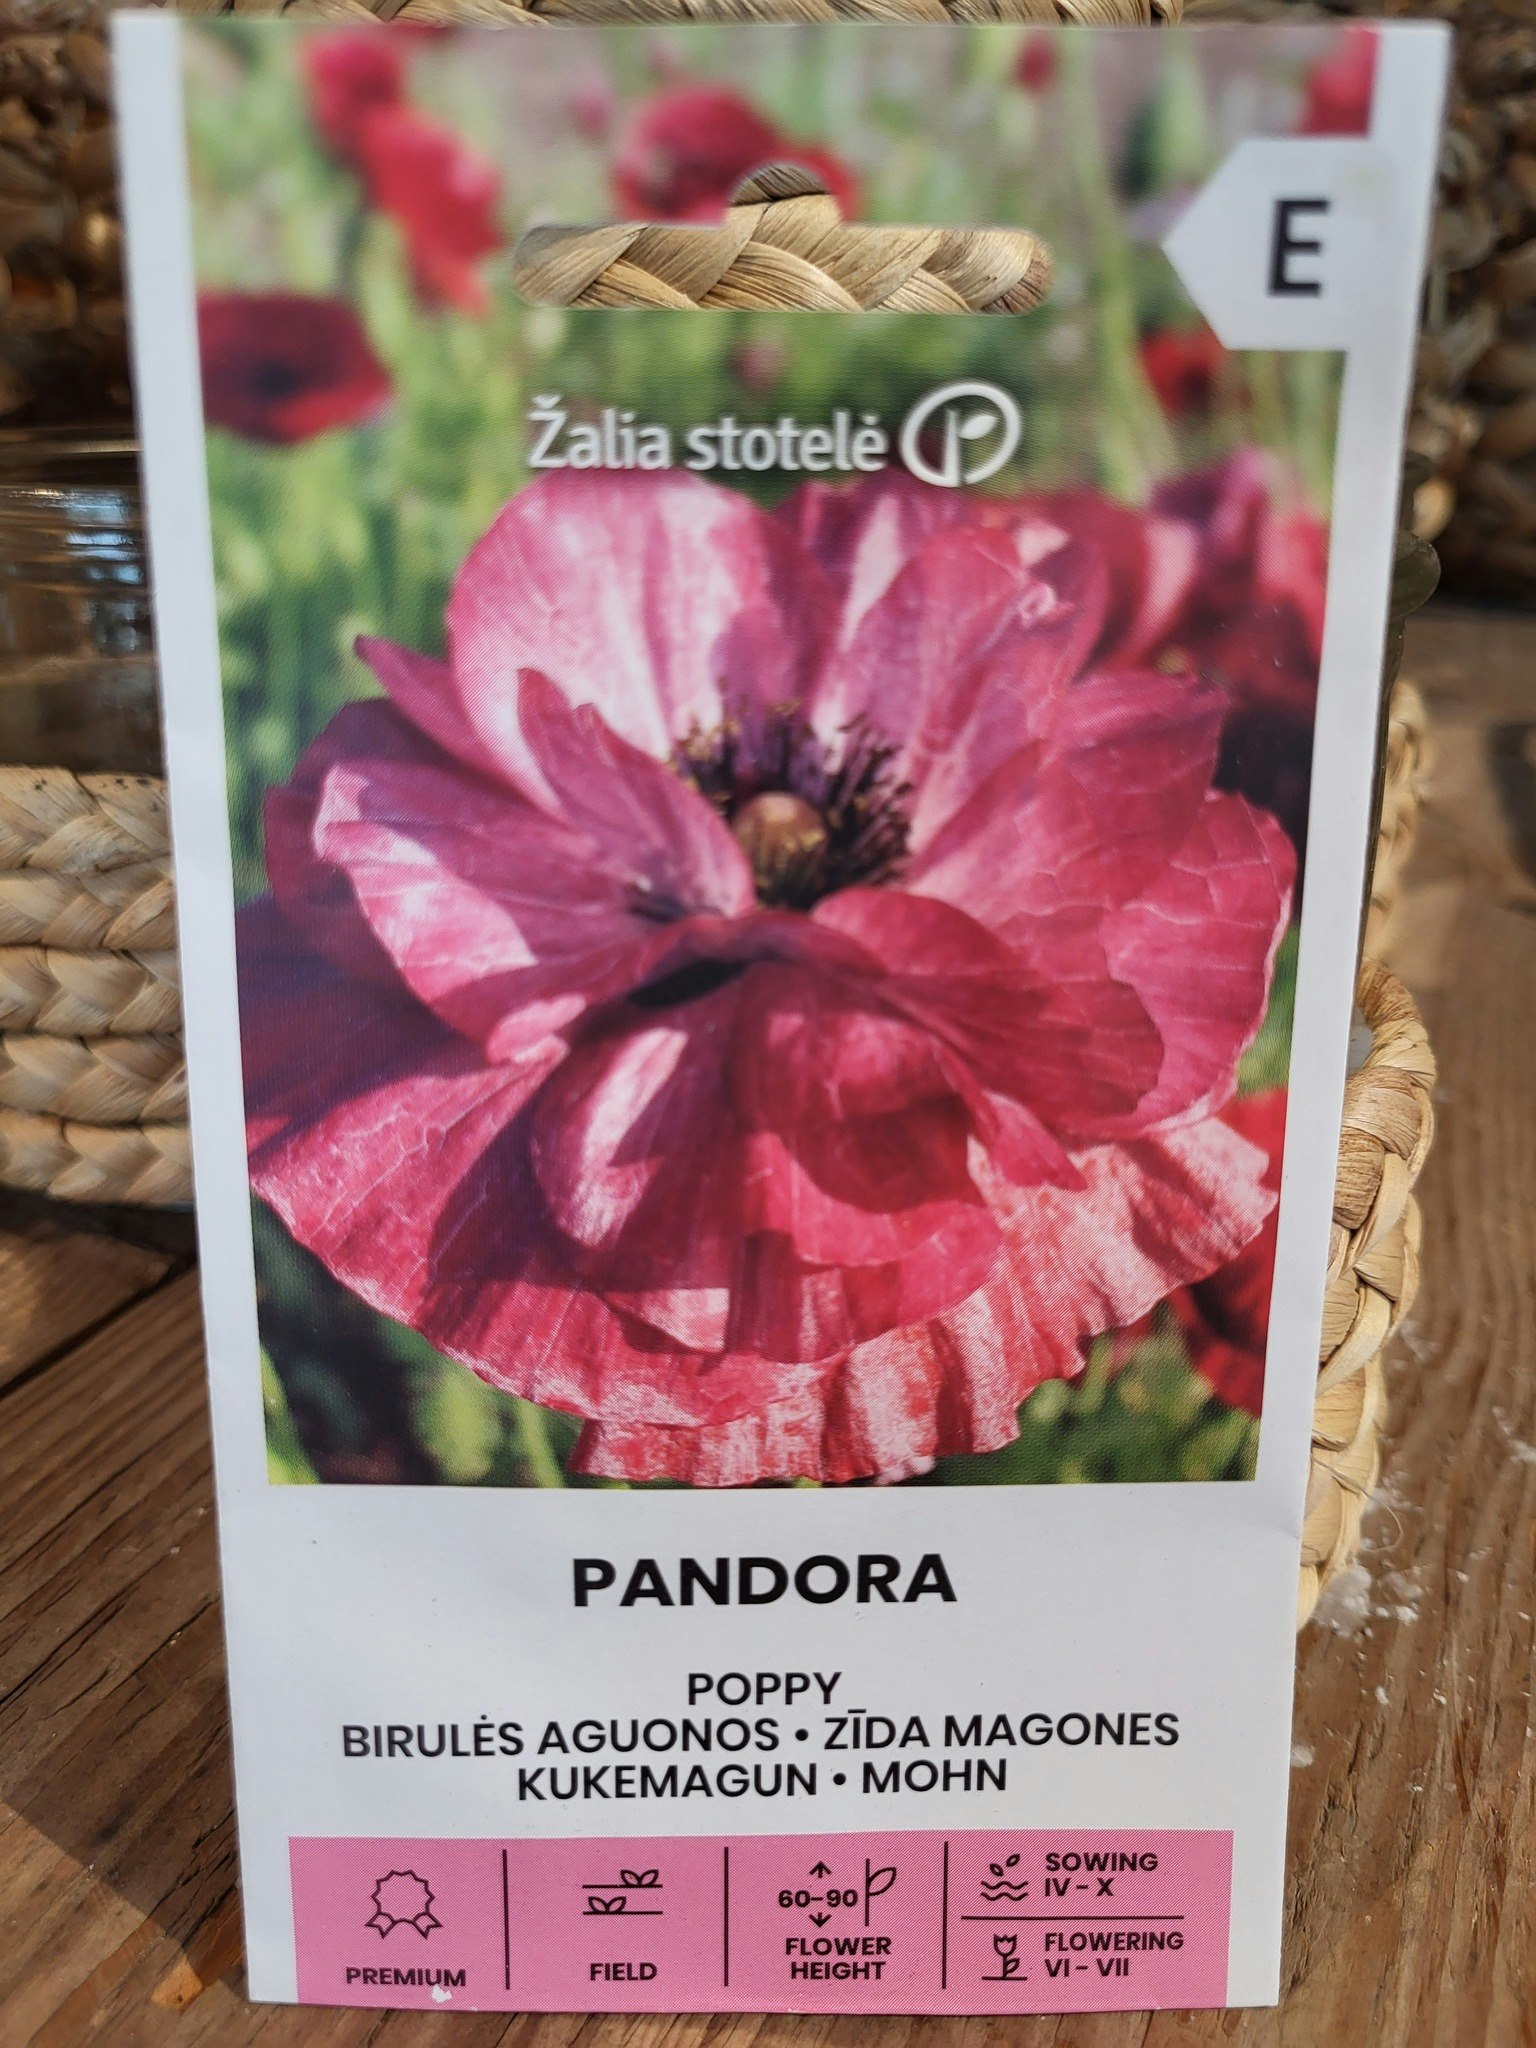 E
Žalia stotelė
PANDORA
POPPY
BIRULĖS AGUONOS • ZĪDA MAGONES
KUKEMAGUN • MOHN
PREMIUM
FIELD
60-90
FLOWER
HEIGHT
SOWING
IV - X
FLOWERING
VI - VII